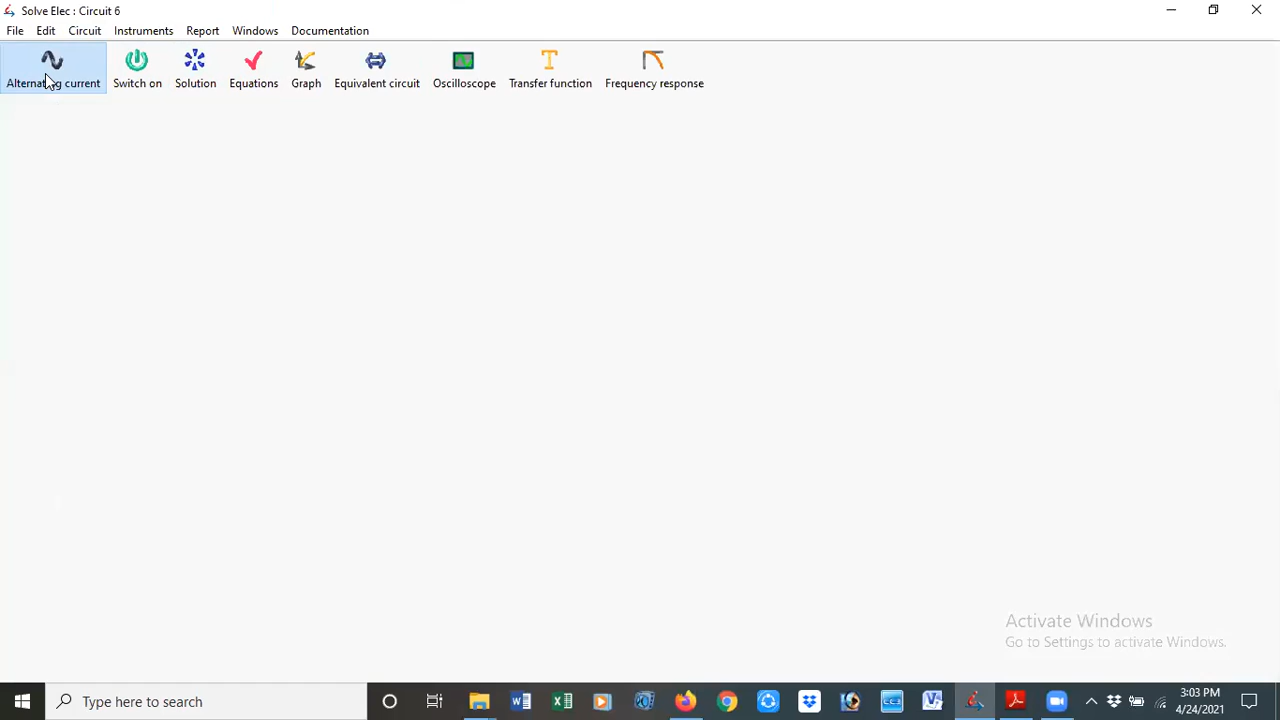 Solve Elec : Circuit 6
File Edit Circuit Instruments Report Windows Documentation
Alternating current Switch on Solution Equations Graph Equivalent circuit Oscilloscope Transfer function Frequency response
Activate Windows
Go to Settings to activate Windows.
Type here to search
3:03 PM
4/24/2021